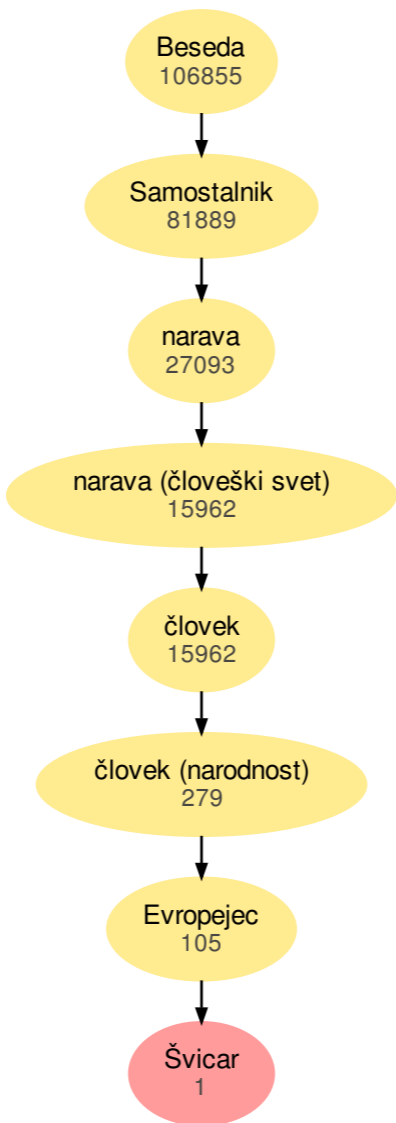 Beseda
106855
Samostalnik
81889
narava
27093
narava (človeški svet)
15962
človek
15962
človek (narodnost)
279
Evropejec
105
Švicar
1